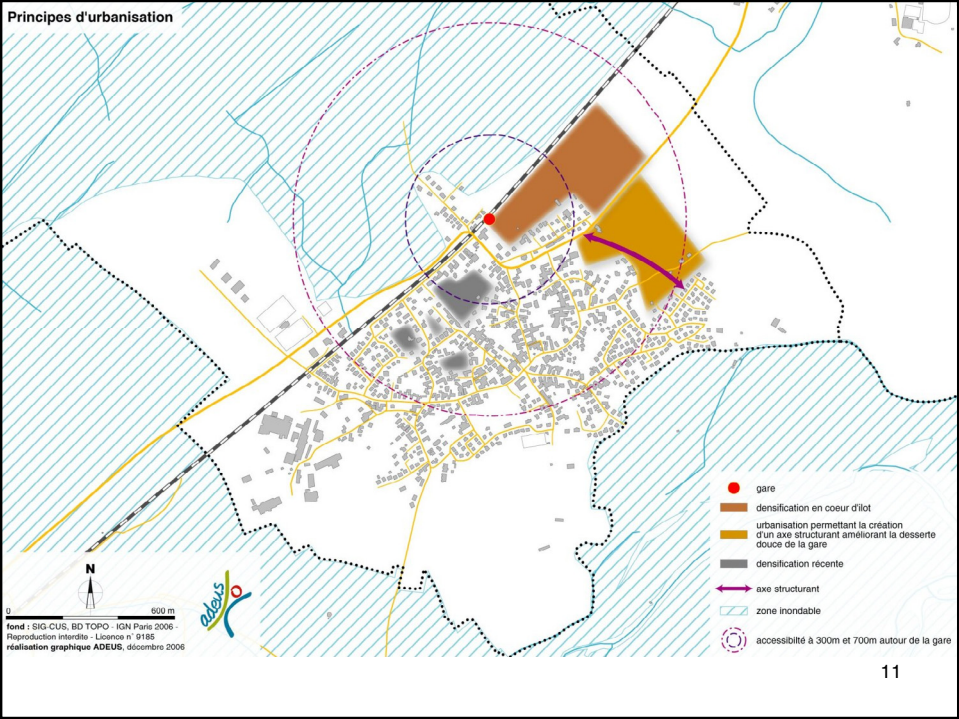 Principes d'urbanisation
gare
densification en coeur d'ilot
urbanisation permettant la création
d'un axe structurant améliorant la desserte
douce de la gare
densification récente
axe structurant
zone inondable
accessibilté à 300m et 700m autour de la gare
N
0 600 m
fond : SIG-CUS, BD TOPO - IGN Paris 2006 -
Reproduction interdite - Licence n° 9185
réalisation graphique ADEUS, décembre 2006
adeus
11